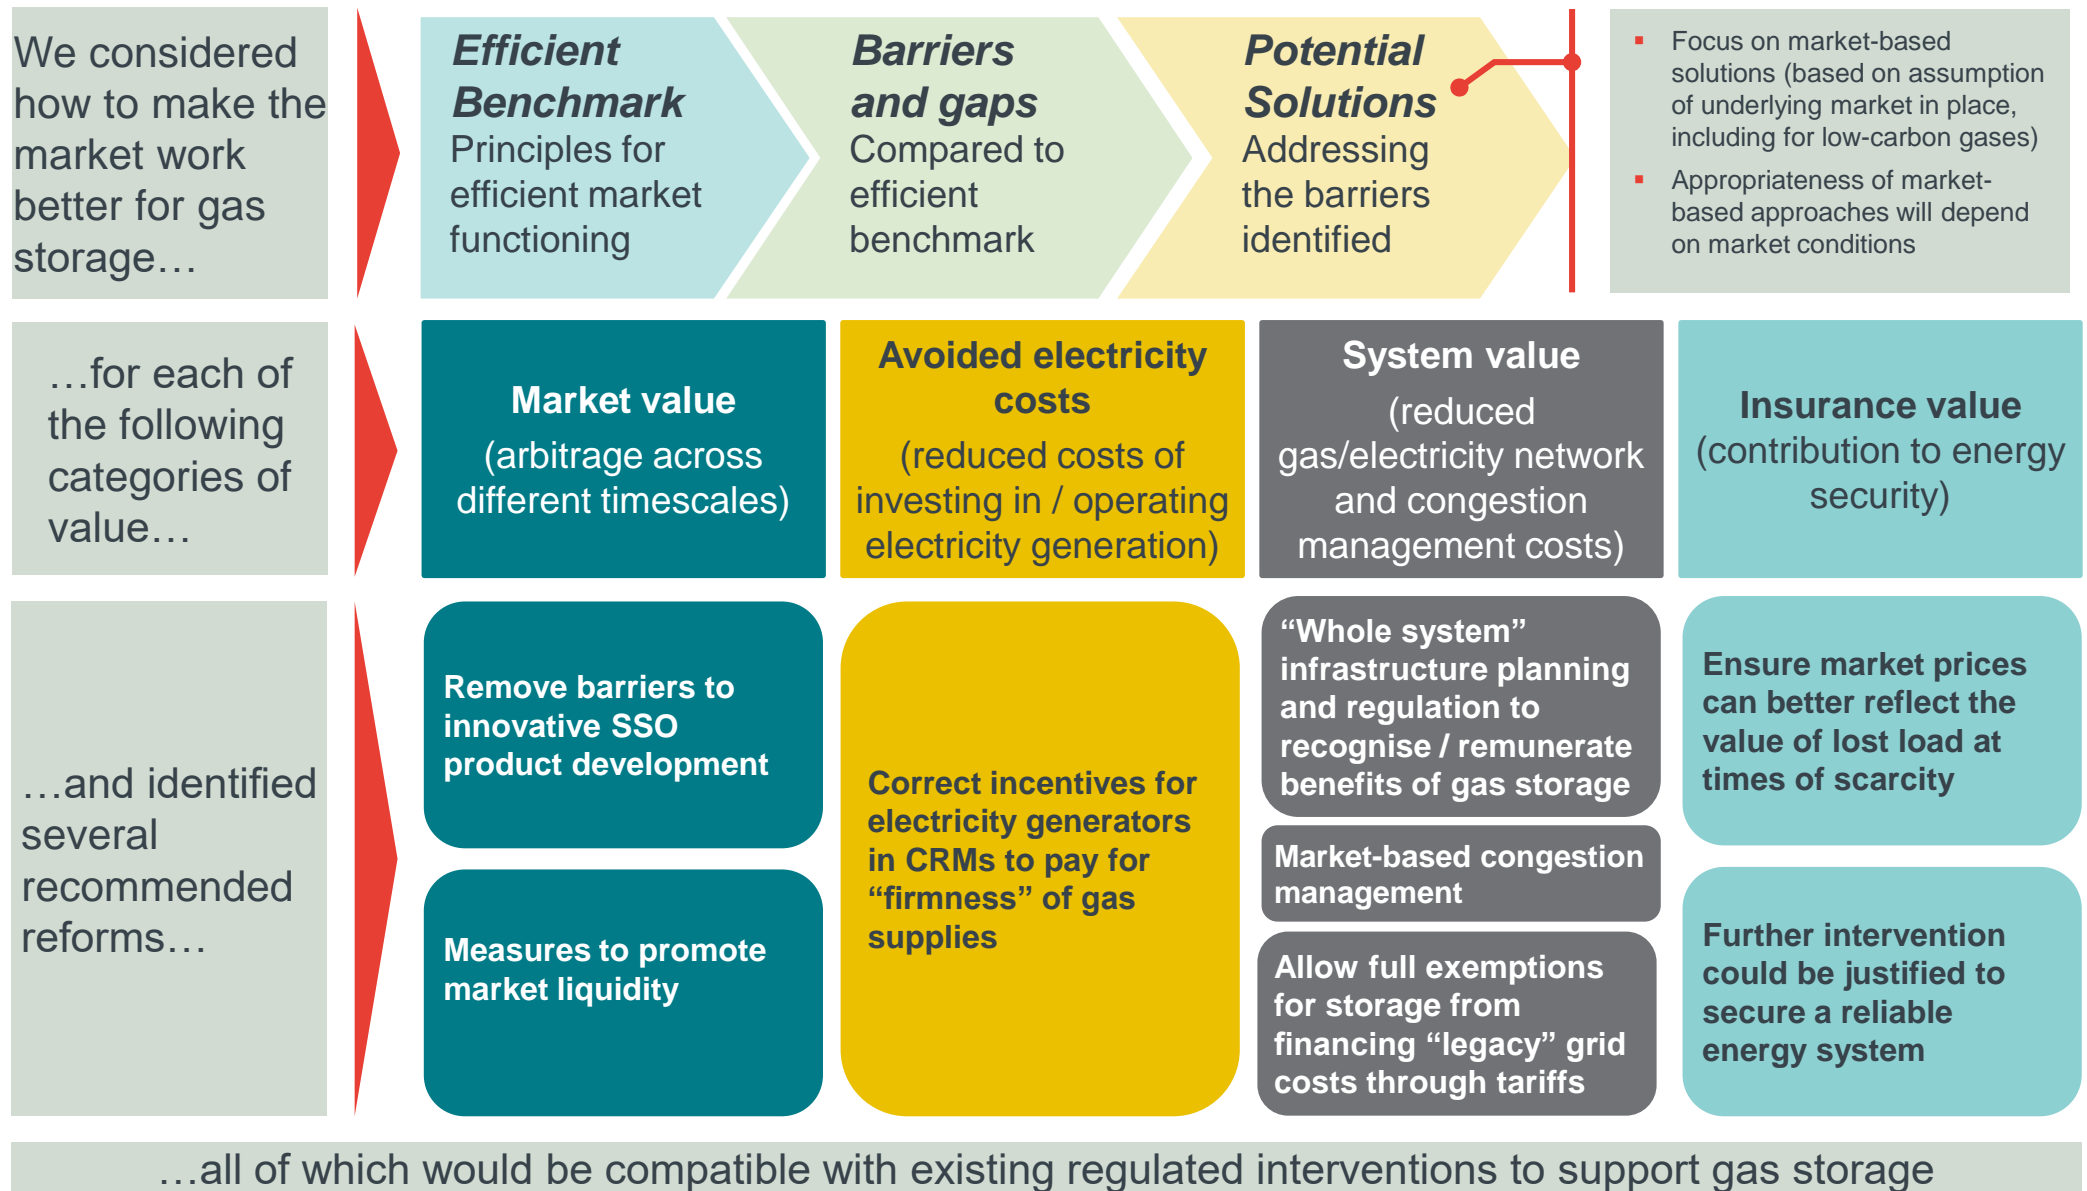 We considered
how to make the
market work
better for gas
storage…
Efficient
Benchmark
Principles for
efficient market
functioning
Barriers
and gaps
Compared to
efficient
benchmark
Potential
Solutions
Addressing
the barriers
identified
▪ Focus on market-based
solutions (based on assumption
of underlying market in place,
including for low-carbon gases)
▪ Appropriateness of market-
based approaches will depend
on market conditions
…for each of
the following
categories of
value…
Market value
(arbitrage across
different timescales)
Avoided electricity
costs
(reduced costs of
investing in / operating
electricity generation)
System value
(reduced
gas/electricity network
and congestion
management costs)
Insurance value
(contribution to energy
security)
…and identified
several
recommended
reforms…
Remove barriers to
innovative SSO
product development
Measures to promote
market liquidity
Correct incentives for
electricity generators
in CRMs to pay for
“firmness” of gas
supplies
“Whole system”
infrastructure planning
and regulation to
recognise / remunerate
benefits of gas storage
Market-based congestion
management
Allow full exemptions
for storage from
financing “legacy” grid
costs through tariffs
Ensure market prices
can better reflect the
value of lost load at
times of scarcity
Further intervention
could be justified to
secure a reliable
energy system
…all of which would be compatible with existing regulated interventions to support gas storage